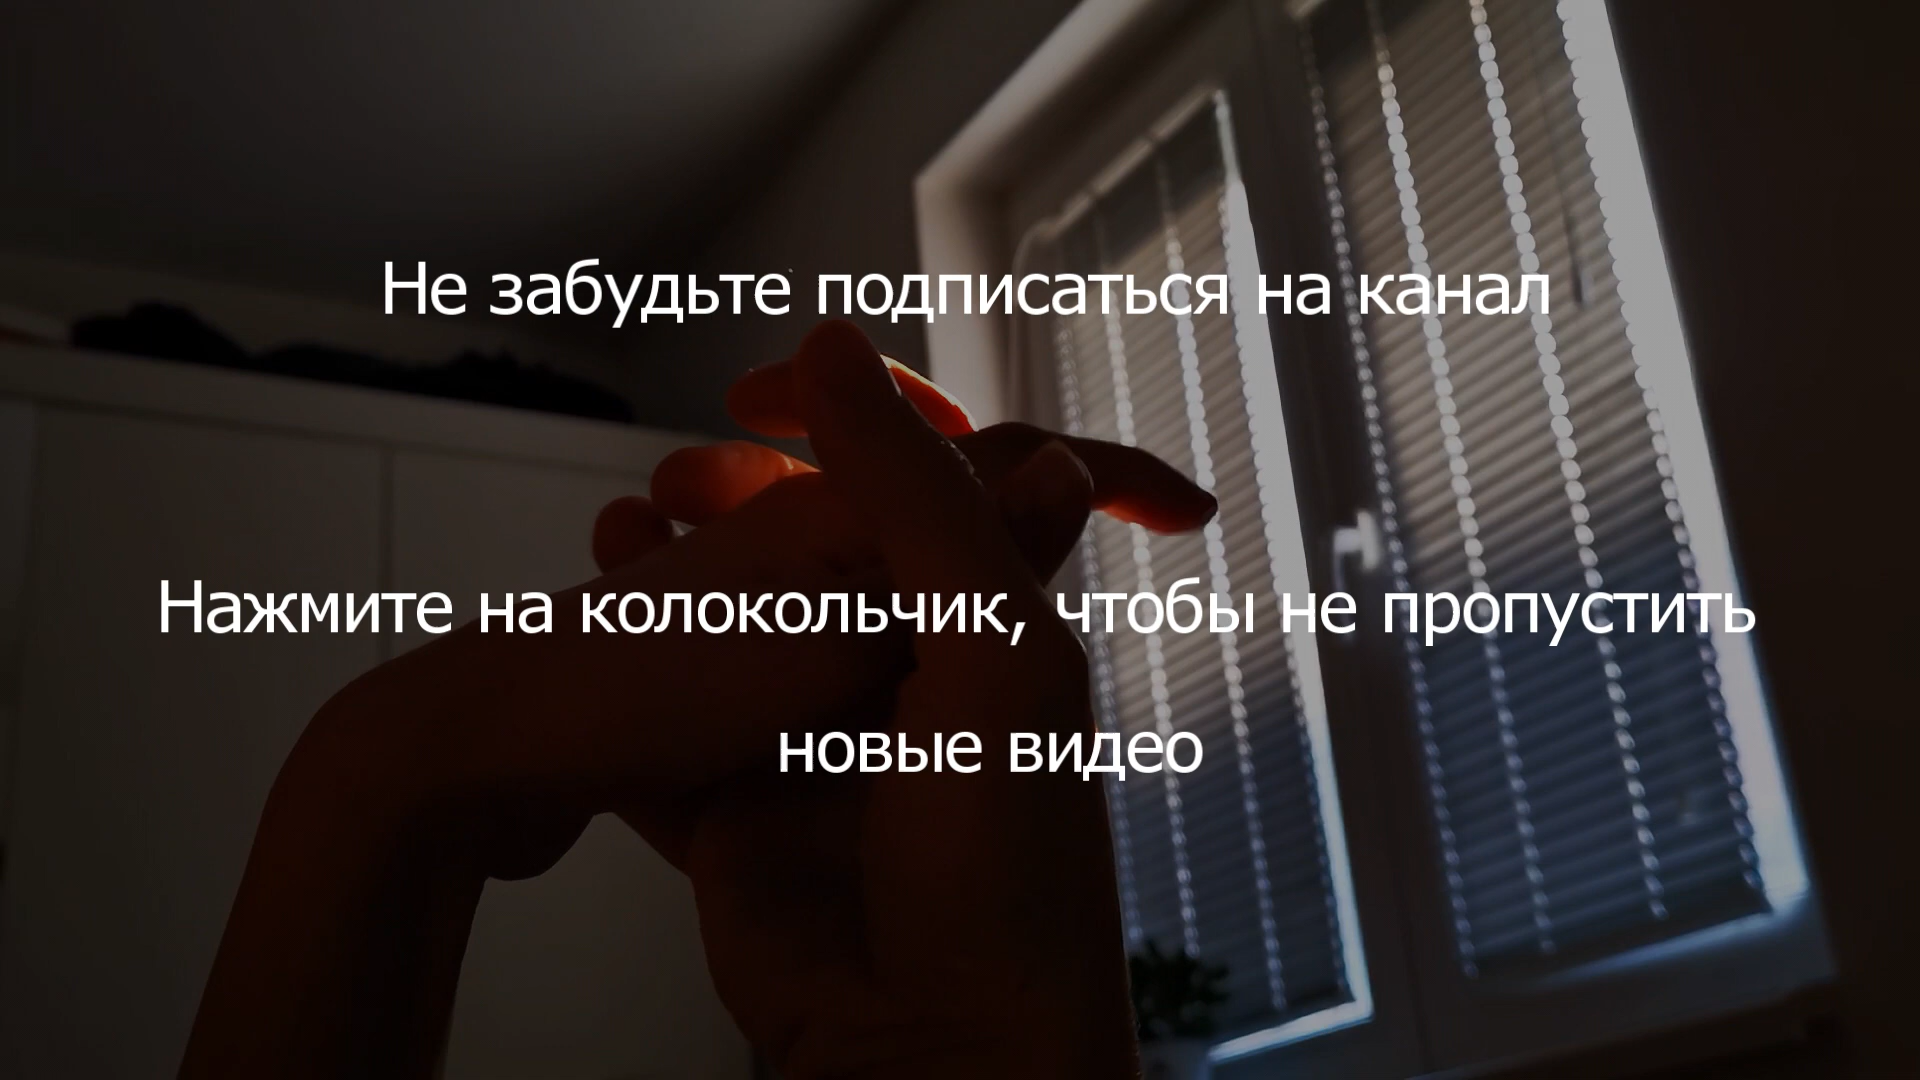 Не забудьте подписаться на канал
Нажмите на колокольчик, чтобы не пропустить
новые видео